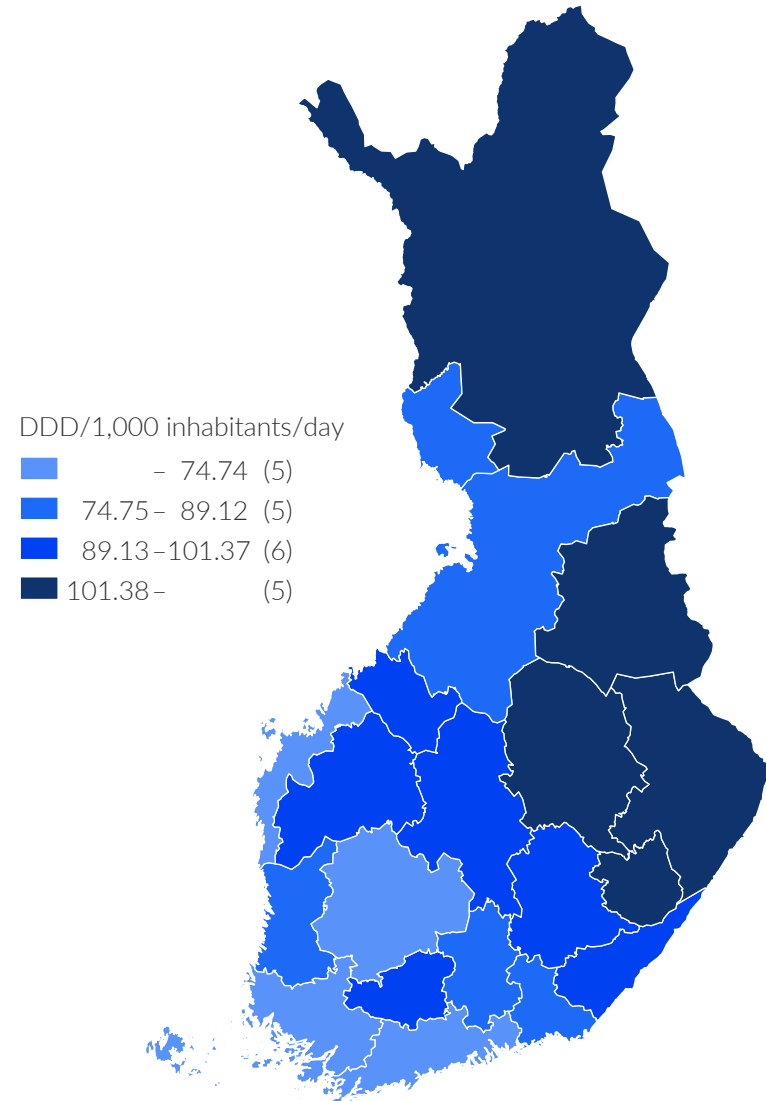 DDD/1,000 inhabitants/day
– 74.74 (5)
74.75 – 89.12 (5)
89.13 –101.37 (6)
101.38 – (5)